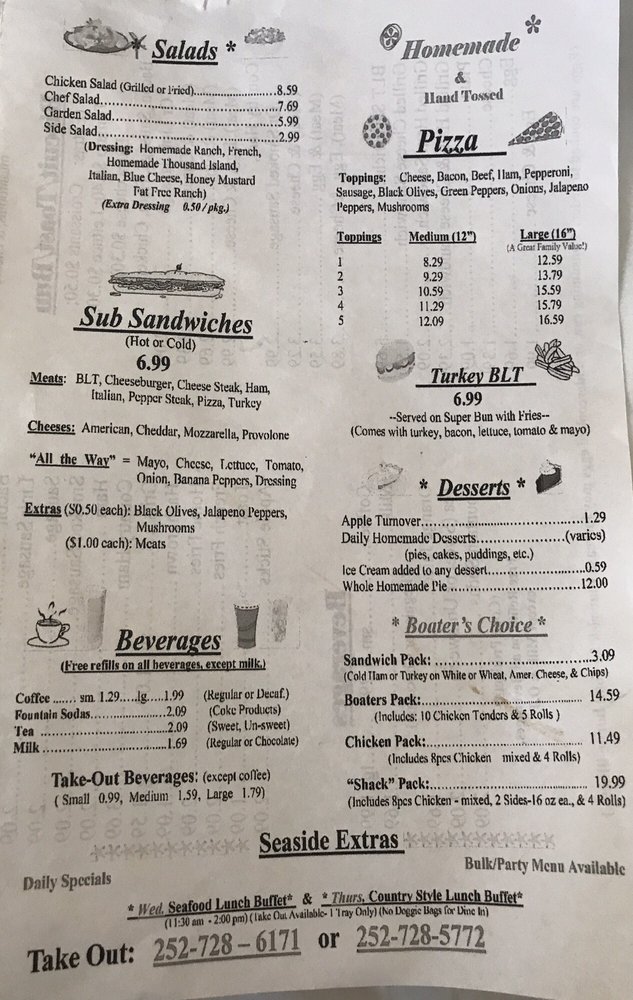 * Salads *
Chicken Salad (Grilled or Fried)....................8.59
Chef Salad...............................................7.69
Garden Salad............................................5.99
Side Salad................................................2.99
(Dressing: Homemade Ranch, French,
Homemade Thousand Island,
Italian, Blue Cheese, Honey Mustard
Fat Free Ranch)
(Extra Dressing 0.50/pkg.)
Sub Sandwiches
(Hot or Cold)
6.99
Meats: BLT, Cheeseburger, Cheese Steak, Ham,
Italian, Pepper Steak, Pizza, Turkey
Cheeses: American, Cheddar, Mozzarella, Provolone
"All the Way" = Mayo, Cheese, Lettuce, Tomato,
Onion, Banana Peppers, Dressing
Extras ($0.50 each): Black Olives, Jalapeno Peppers,
Mushrooms
($1.00 each): Meats
Beverages
(Free refills on all beverages, except milk.)
Coffee ....... sm. 1.29.....lg.....1.99 (Regular or Decaf.)
Fountain Sodas.......................2.09 (Coke Products)
Tea .......................................2.09 (Sweet, Un-sweet)
Milk ......................................1.69 (Regular or Chocolate)
Take-Out Beverages: (except coffee)
( Small 0.99, Medium 1.59, Large 1.79)
Homemade *
&
Hand Tossed
Pizza
Toppings: Cheese, Bacon, Beef, Ham, Pepperoni,
Sausage, Black Olives, Green Peppers, Onions, Jalapeno
Peppers, Mushrooms
Toppings Medium (12") Large (16")
(A Great Family Value!)
1 8.29 12.59
2 9.29 13.79
3 10.59 15.59
4 11.29 15.79
5 12.09 16.59
Turkey BLT
6.99
--Served on Super Bun with Fries--
(Comes with turkey, bacon, lettuce, tomato & mayo)
* Desserts *
Apple Turnover........................................1.29
Daily Homemade Desserts......................(varies)
(pies, cakes, puddings, etc.)
Ice Cream added to any dessert........................0.59
Whole Homemade Pie ................................12.00
* Boater's Choice *
Sandwich Pack: .......................................3.09
(Cold Ham or Turkey on White or Wheat, Amer. Cheese, & Chips)
Boaters Pack:........................................ 14.59
(Includes: 10 Chicken Tenders & 5 Rolls )
Chicken Pack:........................................ 11.49
(Includes 8pcs Chicken mixed & 4 Rolls)
"Shack" Pack:......................................... 19.99
(Includes 8pcs Chicken - mixed, 2 Sides-16 oz ea., & 4 Rolls)
Seaside Extras
Daily Specials
Bulk/Party Menu Available
* Wed. Seafood Lunch Buffet* & * Thurs. Country Style Lunch Buffet*
(11:30 am - 2:00 pm) (Take Out Available- 1 Tray Only) (No Doggie Bags for Dine In)
Take Out: 252-728 – 6171 or 252-728-5772